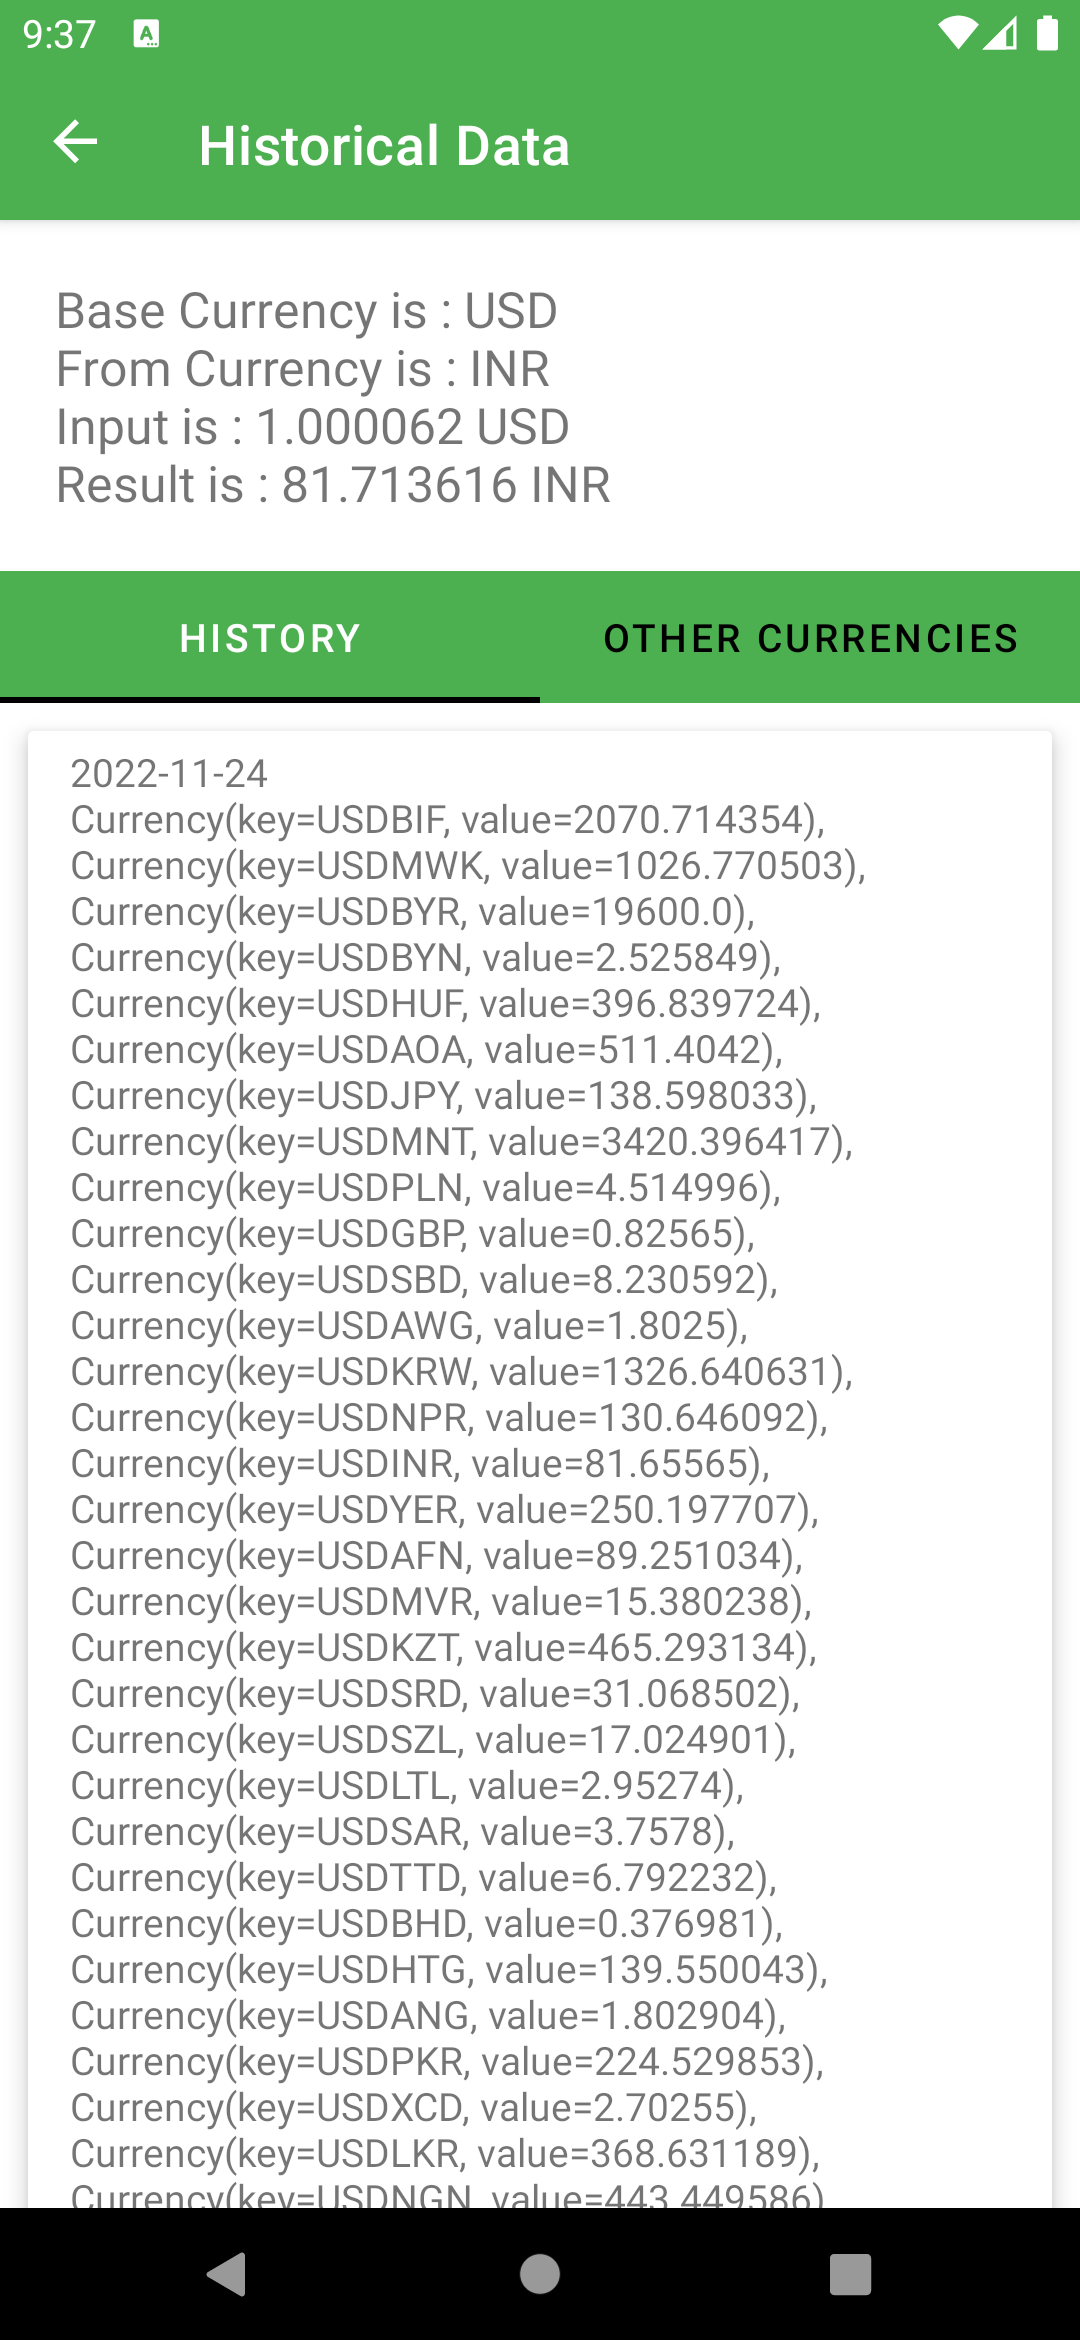 9:37
Historical Data
Base Currency is : USD
From Currency is : INR
Input is : 1.000062 USD
Result is : 81.713616 INR
HISTORY
OTHER CURRENCIES
2022-11-24
Currency(key=USDBIF, value=2070.714354),
Currency(key=USDMWK, value=1026.770503),
Currency(key=USDBYR, value=19600.0),
Currency(key=USDBYN, value=2.525849),
Currency(key=USDHUF, value=396.839724),
Currency(key=USDAOA, value=511.4042),
Currency(key=USDJPY, value=138.598033),
Currency(key=USDMNT, value=3420.396417),
Currency(key=USDPLN, value=4.514996),
Currency(key=USDGBP, value=0.82565),
Currency(key=USDSBD, value=8.230592),
Currency(key=USDAWG, value=1.8025),
Currency(key=USDKRW, value=1326.640631),
Currency(key=USDNPR, value=130.646092),
Currency(key=USDINR, value=81.65565),
Currency(key=USDYER, value=250.197707),
Currency(key=USDAFN, value=89.251034),
Currency(key=USDMVR, value=15.380238),
Currency(key=USDKZT, value=465.293134),
Currency(key=USDSRD, value=31.068502),
Currency(key=USDSZL, value=17.024901),
Currency(key=USDLTL, value=2.95274),
Currency(key=USDSAR, value=3.7578),
Currency(key=USDTTD, value=6.792232),
Currency(key=USDBHD, value=0.376981),
Currency(key=USDHTG, value=139.550043),
Currency(key=USDANG, value=1.802904),
Currency(key=USDPKR, value=224.529853),
Currency(key=USDXCD, value=2.70255),
Currency(key=USDLKR, value=368.631189),
Currency(key=USDNGN, value=443.449586)